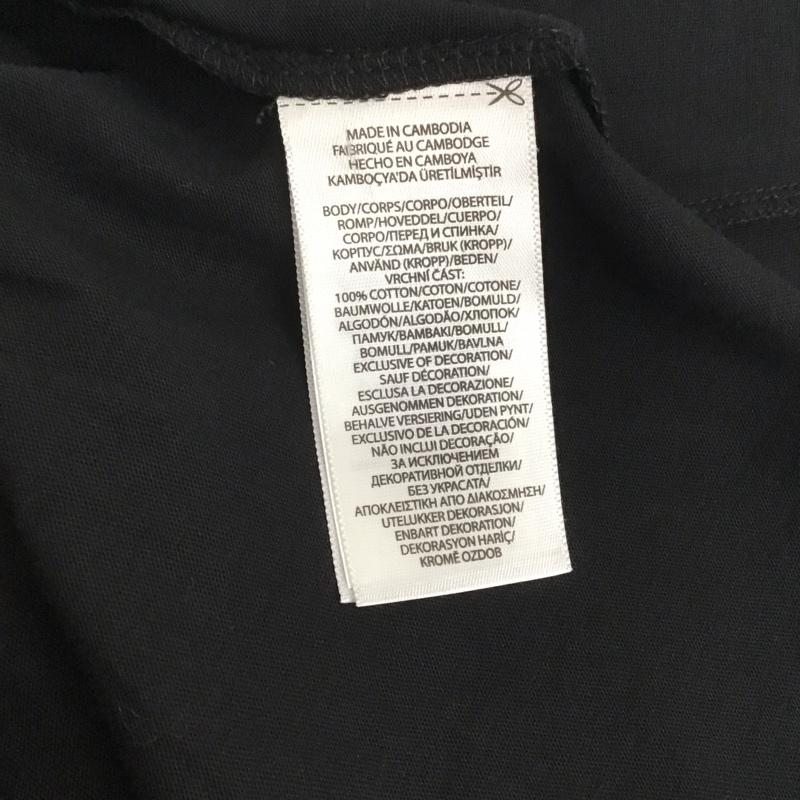 MADE IN CAMBODIA
FABRIQUÉ AU CAMBODGE
HECHO EN CAMBOYA
KAMBOÇYA'DA ÜRETİLMİŞTİR
BODY/CORPS/CORPO/OBERTEIL/
ROMP/HOVEDDEL/CUERPO/
CORPO/ПЕРЕД И СПИНКА/
КОРПУС/ΣΩΜΑ/BRUK (KROPP)/
ANVÄND (KROPP)/BEDEN/
VRCHNÍ ČÁST:
100% COTTON/COTON/COTONE/
BAUMWOLLE/KATOEN/BOMULD/
ALGODÓN/ALGODÃO/ХЛОПОК/
ПАМУК/ΒΑΜΒΑΚΙ/BOMULL/
BOMULL/PAMUK/BAVLNA
EXCLUSIVE OF DECORATION/
SAUF DÉCORATION/
ESCLUSA LA DECORAZIONE/
AUSGENOMMEN DEKORATION/
BEHALVE VERSIERING/UDEN PYNT/
EXCLUSIVO DE LA DECORACIÓN/
NÃO INCLUI DECORAÇÃO/
ЗА ИСКЛЮЧЕНИЕМ
ДЕКОРАТИВНОЙ ОТДЕЛКИ/
БЕЗ УКРАСАТА/
ΑΠΟΚΛΕΙΣΤΙΚΗ ΑΠΟ ΔΙΑΚΟΣΜΗΣΗ/
UTELUKKER DEKORASJON/
ENBART DEKORATION/
DEKORASYON HARİÇ/
KROMĚ OZDOB